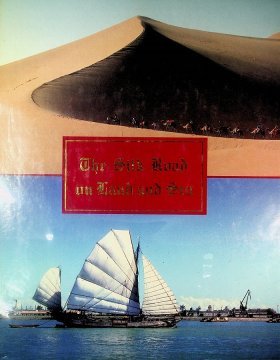 The Silk Road
on Land and Sea